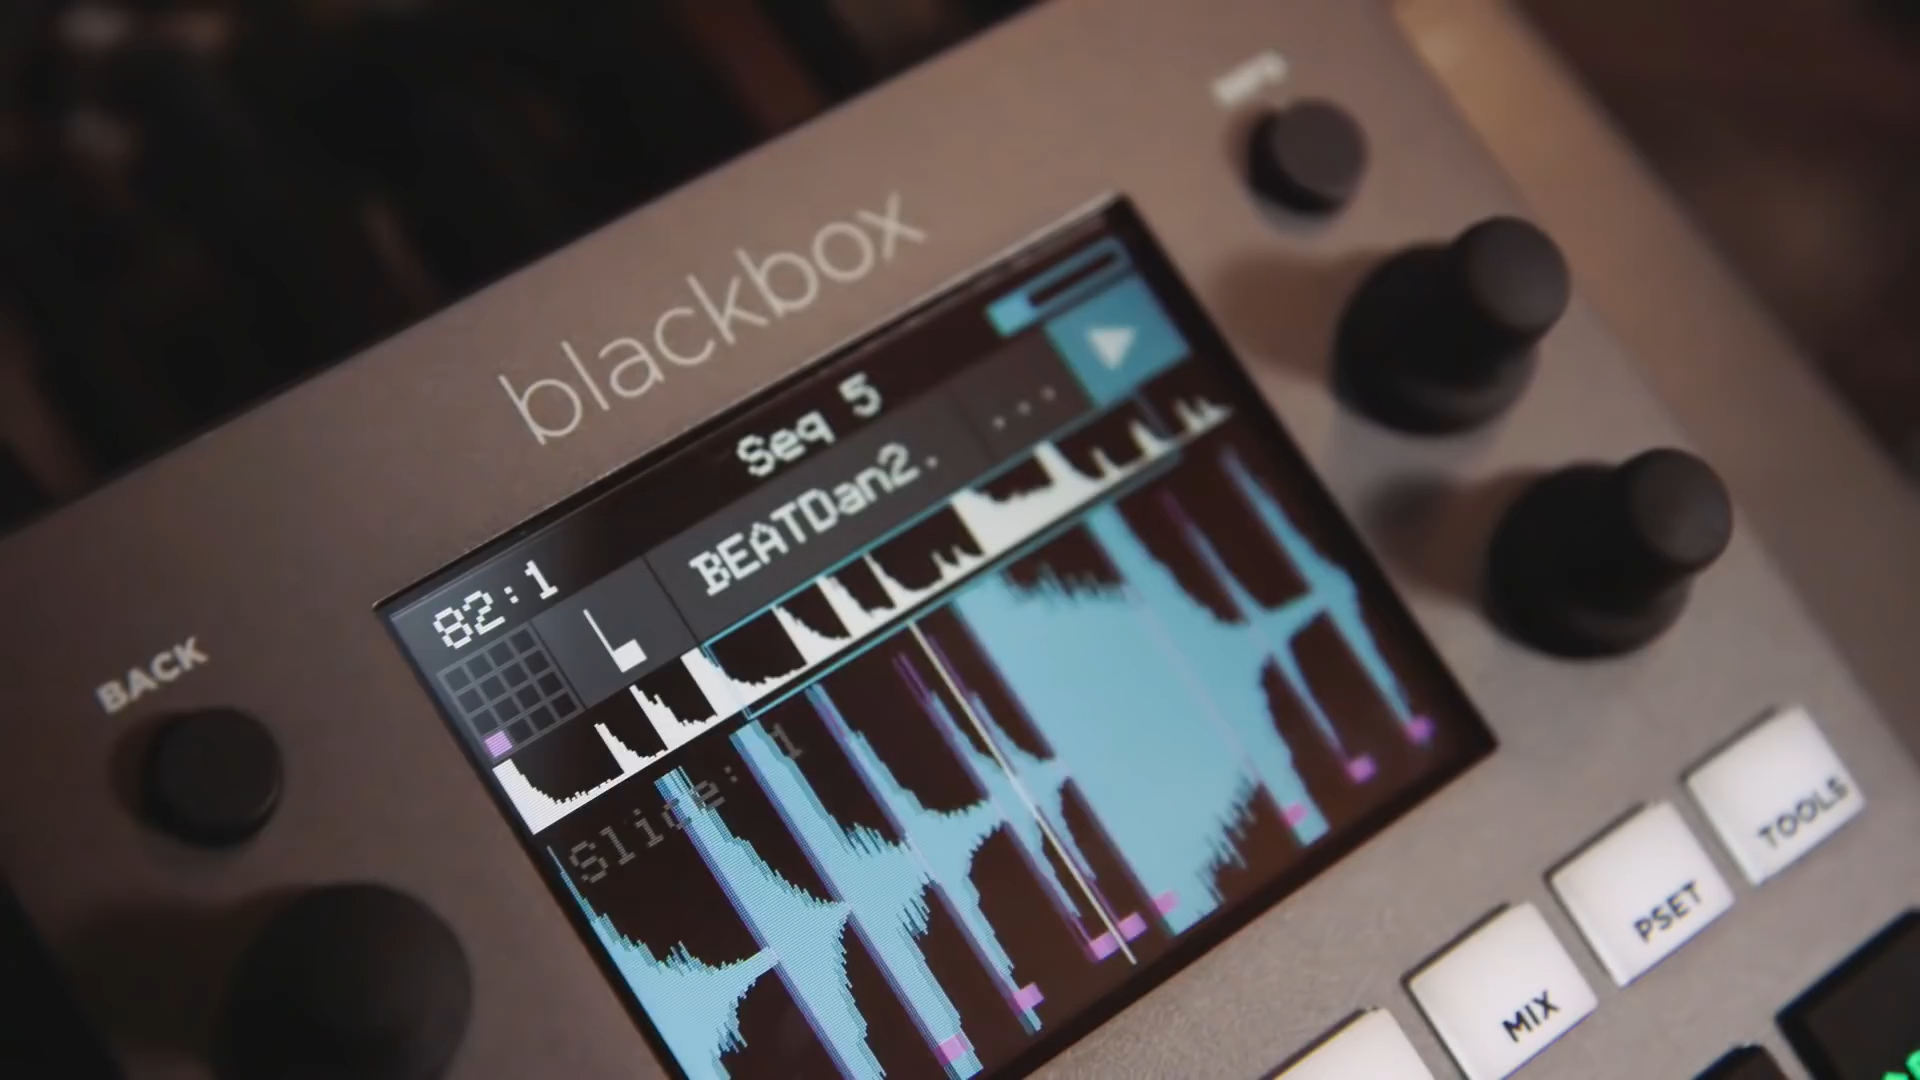 blackbox
BACK
82:1
Seq 5
BEATDan2.
...
Slice: 1
TOOLS
PSET
MIX